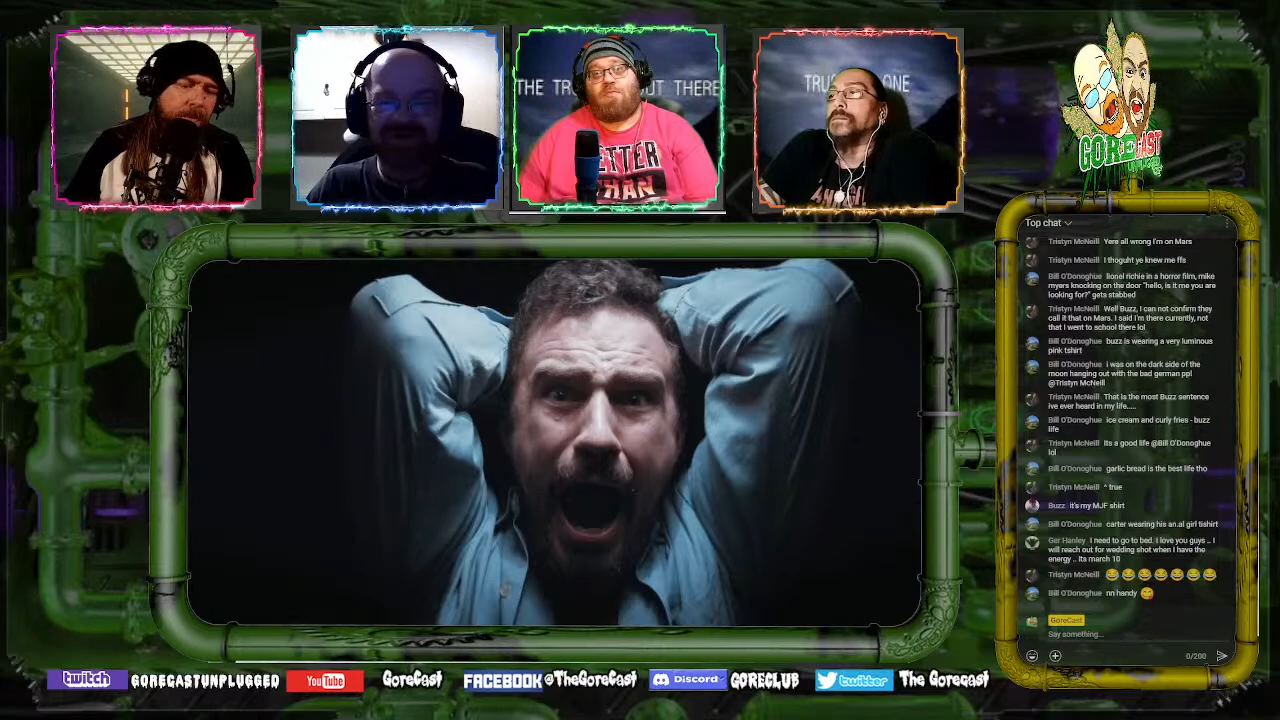 THE TR OUT THERE
TRUS ONE
ETTER
THAN
GORECAST
Top chat
Tristyn McNeill Yere all wrong I'm on Mars
Tristyn McNeill I thoguht ye knew me ffs
Bill O'Donoghue lionel richie in a horror film, mike
myers knocking on the door "hello, is it me you are
looking for?" gets stabbed
Tristyn McNeill Well Buzz, I can not confirm they
call it that on Mars. I said I'm there currently, not
that I went to school there lol
Bill O'Donoghue buzz is wearing a very luminous
pink tshirt
Bill O'Donoghue i was on the dark side of the
moon hanging out with the bad german ppl
@Tristyn McNeill
Tristyn McNeill That is the most Buzz sentence
ive ever heard in my life.....
Bill O'Donoghue ice cream and curly fries - buzz
life
Tristyn McNeill Its a good life @Bill O'Donoghue
lol
Bill O'Donoghue garlic bread is the best life tho
Tristyn McNeill ^ true
Buzz it's my MJF shirt
Bill O'Donoghue carter wearing his an.al girl tishirt
Ger Hanley I need to go to bed. I love you guys .. I
will reach out for wedding shot when I have the
energy .. Its march 10
Tristyn McNeill 😂😂😂😂😂😂😂
Bill O'Donoghue nn handy 😋
GoreCast
Say something...
0/200
twitch GORECASTUNPLUGGED YouTube GoreCast FACEBOOK @TheGoreCast Discord GORECLUB twitter The Gorecast